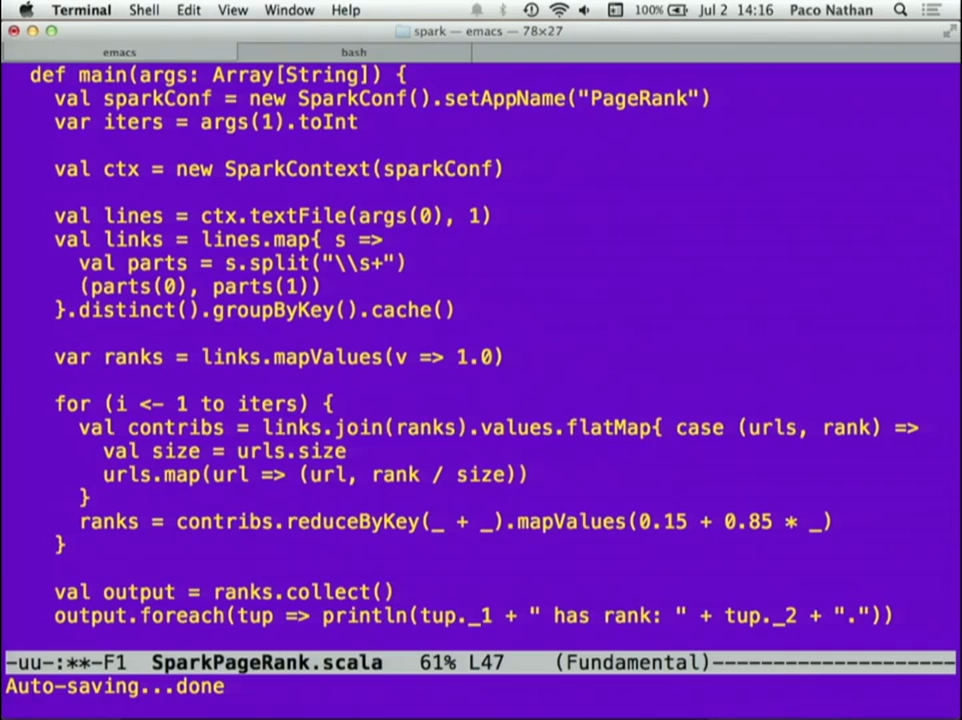 Terminal Shell Edit View Window Help 100% Jul 2 14:16 Paco Nathan
spark — emacs — 78×27
emacs bash
def main(args: Array[String]) {
val sparkConf = new SparkConf().setAppName("PageRank")
var iters = args(1).toInt
val ctx = new SparkContext(sparkConf)
val lines = ctx.textFile(args(0), 1)
val links = lines.map{ s =>
val parts = s.split("\\s+")
(parts(0), parts(1))
}.distinct().groupByKey().cache()
var ranks = links.mapValues(v => 1.0)
for (i <- 1 to iters) {
val contribs = links.join(ranks).values.flatMap{ case (urls, rank) =>
val size = urls.size
urls.map(url => (url, rank / size))
}
ranks = contribs.reduceByKey(_ + _).mapValues(0.15 + 0.85 * _)
}
val output = ranks.collect()
output.foreach(tup => println(tup._1 + " has rank: " + tup._2 + "."))
-uu-:**-F1 SparkPageRank.scala 61% L47 (Fundamental)--------------------
Auto-saving...done